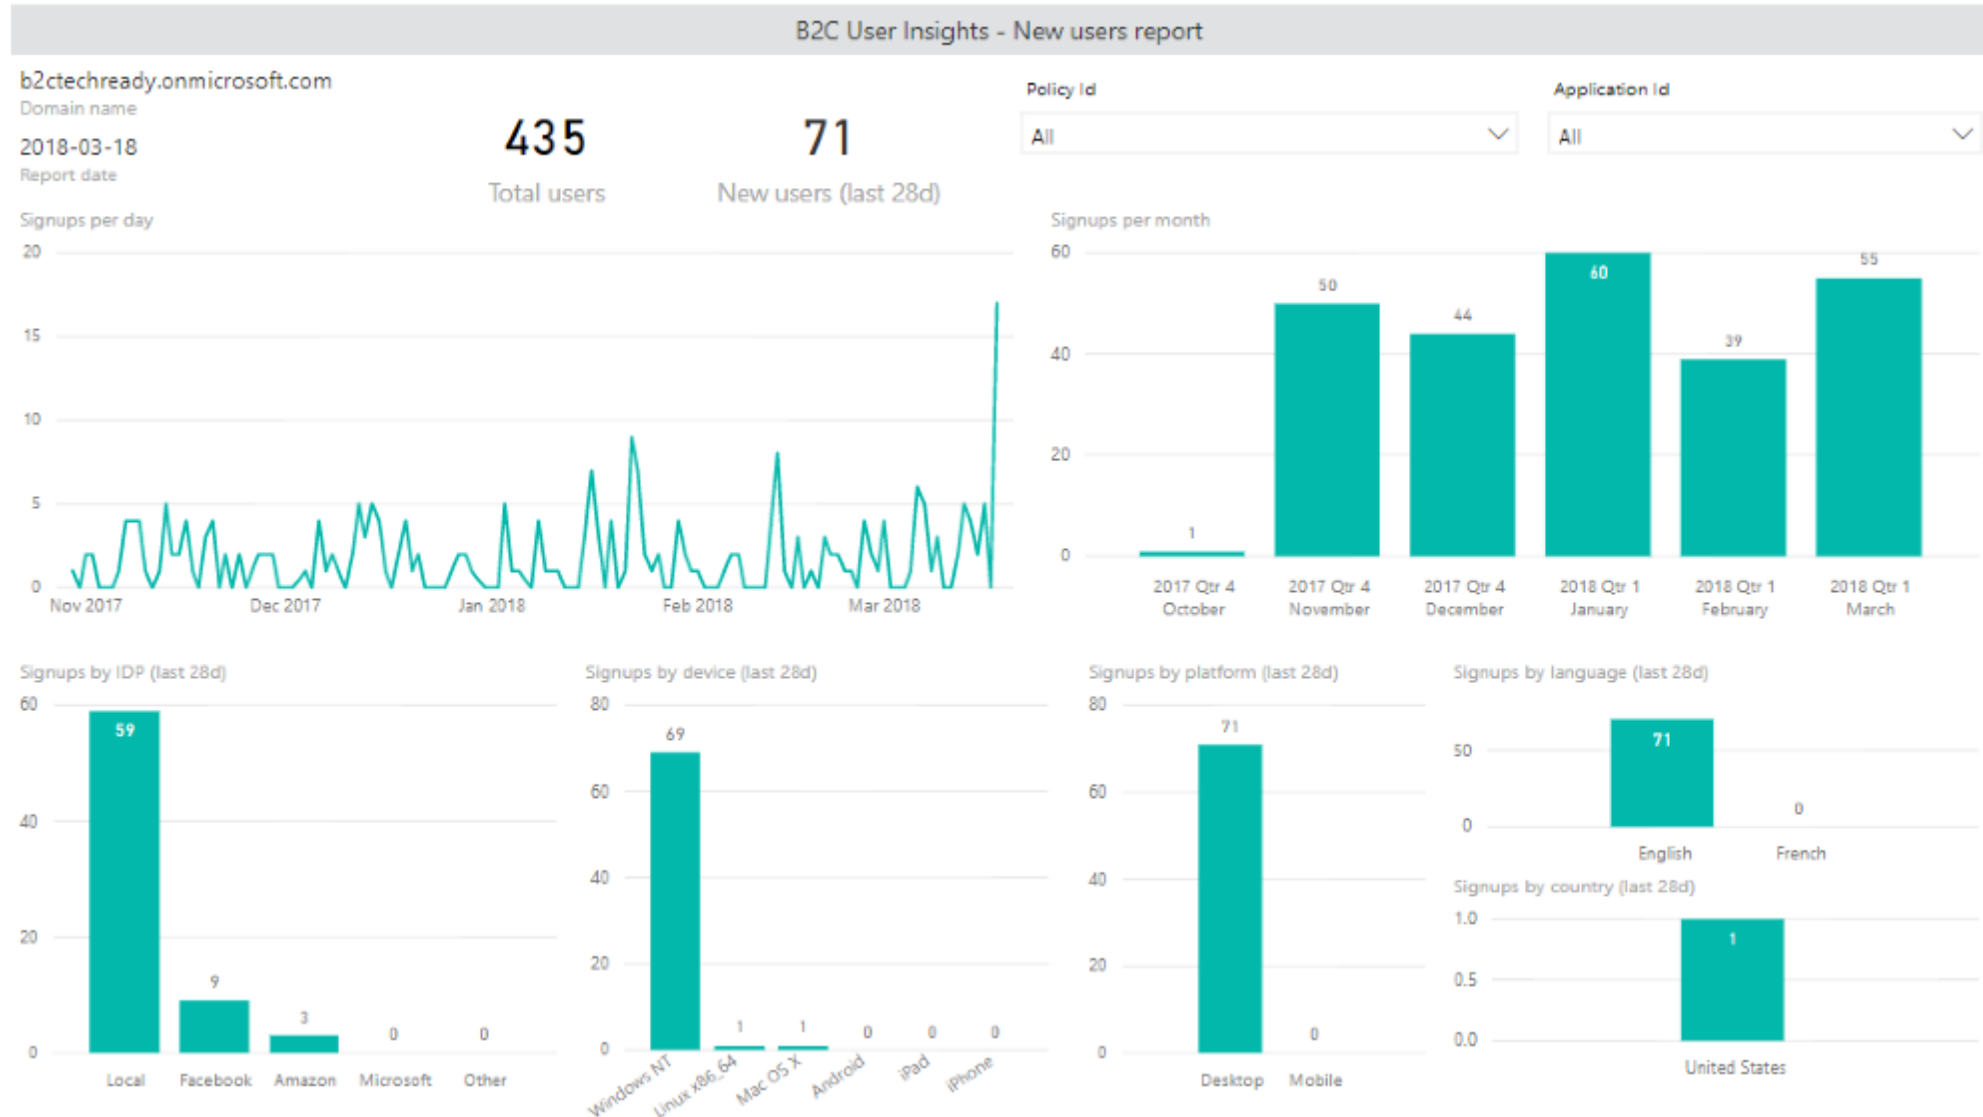 B2C User Insights - New users report
b2ctechready.onmicrosoft.com
Domain name
2018-03-18
Report date
435
Total users
71
New users (last 28d)
Policy Id
All
Application Id
All
Signups per day
20
15
10
5
0
Nov 2017 Dec 2017 Jan 2018 Feb 2018 Mar 2018
Signups per month
60
40
20
0
1
50
44
60
39
55
2017 Qtr 4 October
2017 Qtr 4 November
2017 Qtr 4 December
2018 Qtr 1 January
2018 Qtr 1 February
2018 Qtr 1 March
Signups by IDP (last 28d)
60
40
20
0
59
9
3
0
0
Local Facebook Amazon Microsoft Other
Signups by device (last 28d)
80
60
40
20
0
69
1
1
0
0
0
Windows NT Linux x86_64 Mac OS X Android iPad iPhone
Signups by platform (last 28d)
80
60
40
20
0
71
0
Desktop Mobile
Signups by language (last 28d)
50
0
71
0
English French
Signups by country (last 28d)
1.0
0.5
0.0
1
United States